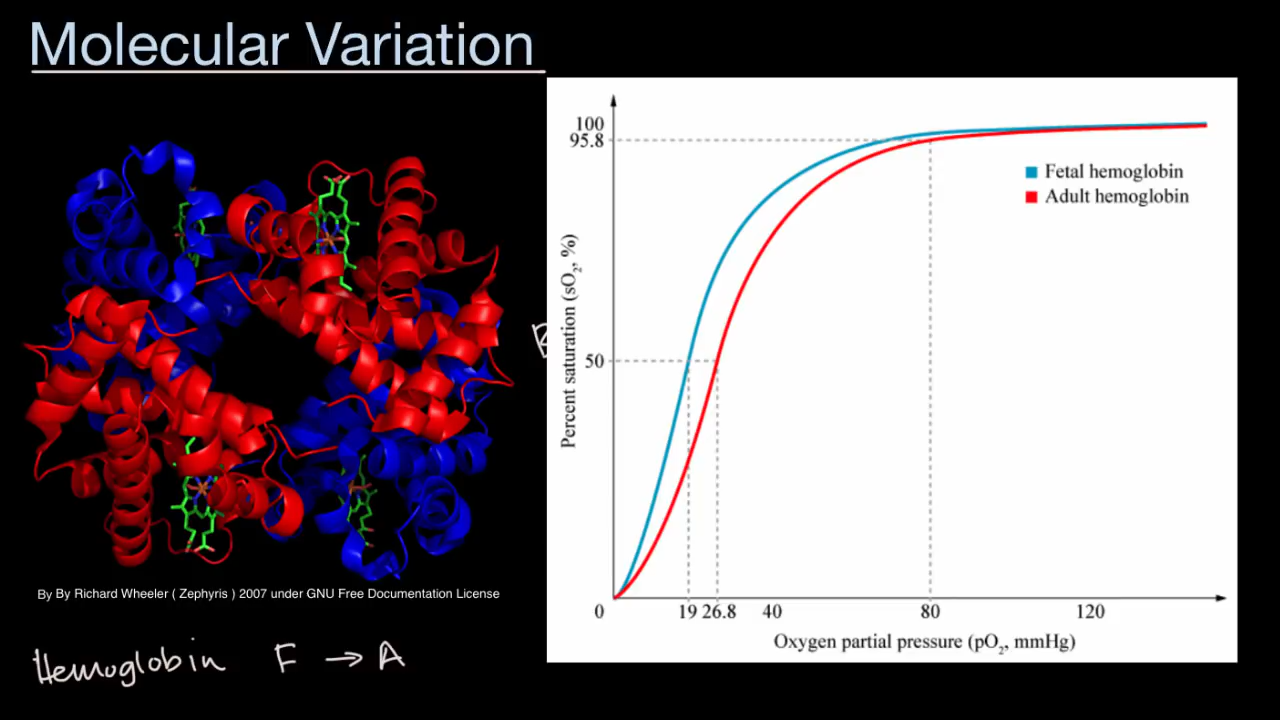 Molecular Variation
100
95.8
Fetal hemoglobin
Adult hemoglobin
Percent saturation (sO₂, %)
50
0 19 26.8 40 80 120
Oxygen partial pressure (pO₂, mmHg)
By By Richard Wheeler ( Zephyris ) 2007 under GNU Free Documentation License
Hemoglobin F → A